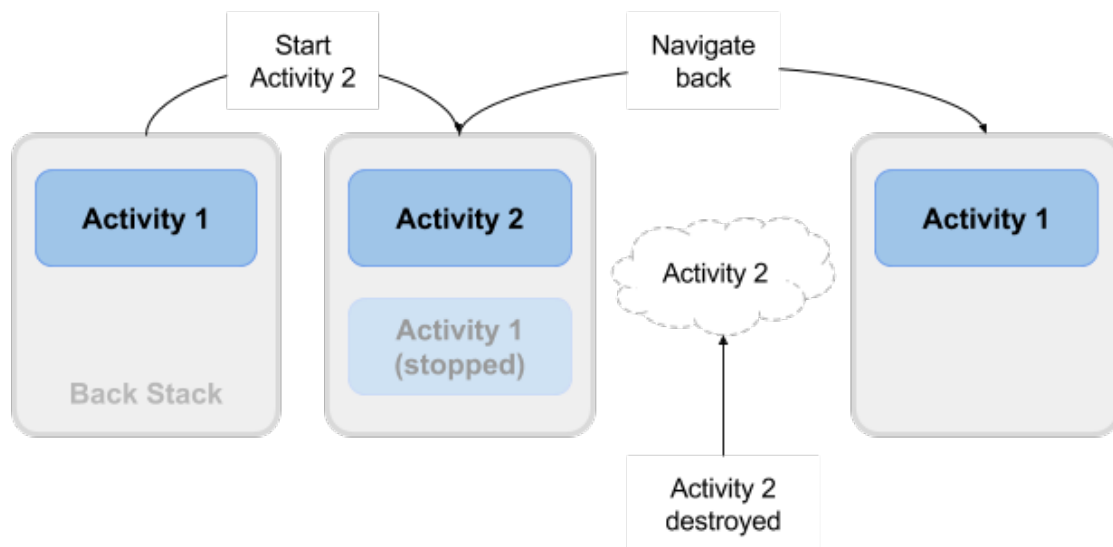 Start
Activity 2
Navigate
back
Activity 1
Back Stack
Activity 2
Activity 1
(stopped)
Activity 2
Activity 2
destroyed
Activity 1